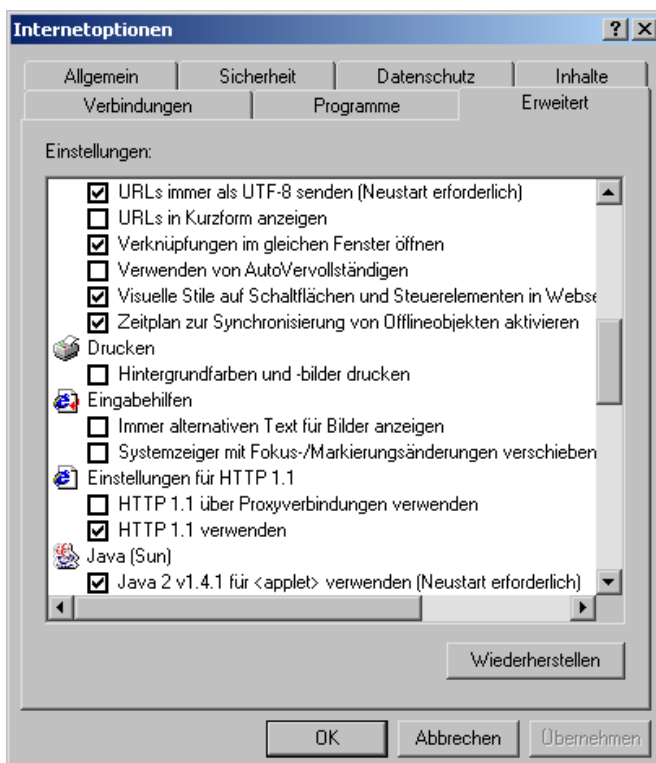 Internetoptionen
Allgemein Sicherheit Datenschutz Inhalte
Verbindungen Programme Erweitert
Einstellungen:
URLs immer als UTF-8 senden (Neustart erforderlich)
URLs in Kurzform anzeigen
Verknüpfungen im gleichen Fenster öffnen
Verwenden von AutoVervollständigen
Visuelle Stile auf Schaltflächen und Steuerelementen in Webse
Zeitplan zur Synchronisierung von Offlineobjekten aktivieren
Drucken
Hintergrundfarben und -bilder drucken
Eingabehilfen
Immer alternativen Text für Bilder anzeigen
Systemzeiger mit Fokus-/Markierungsänderungen verschieben
Einstellungen für HTTP 1.1
HTTP 1.1 über Proxyverbindungen verwenden
HTTP 1.1 verwenden
Java (Sun)
Java 2 v1.4.1 für <applet> verwenden (Neustart erforderlich)
Wiederherstellen
OK Abbrechen Übernehmen